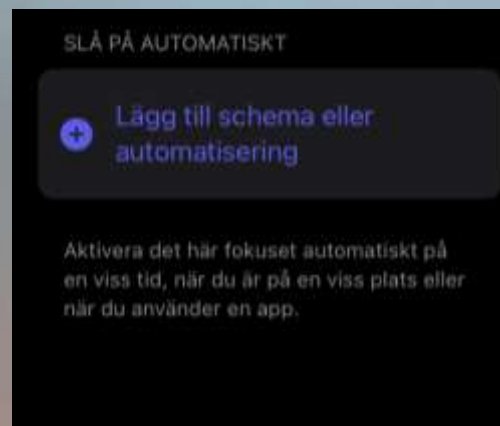 SLÅ PÅ AUTOMATISKT
Lägg till schema eller
automatisering
Aktivera det här fokuset automatiskt på
en viss tid, när du är på en viss plats eller
när du använder en app.